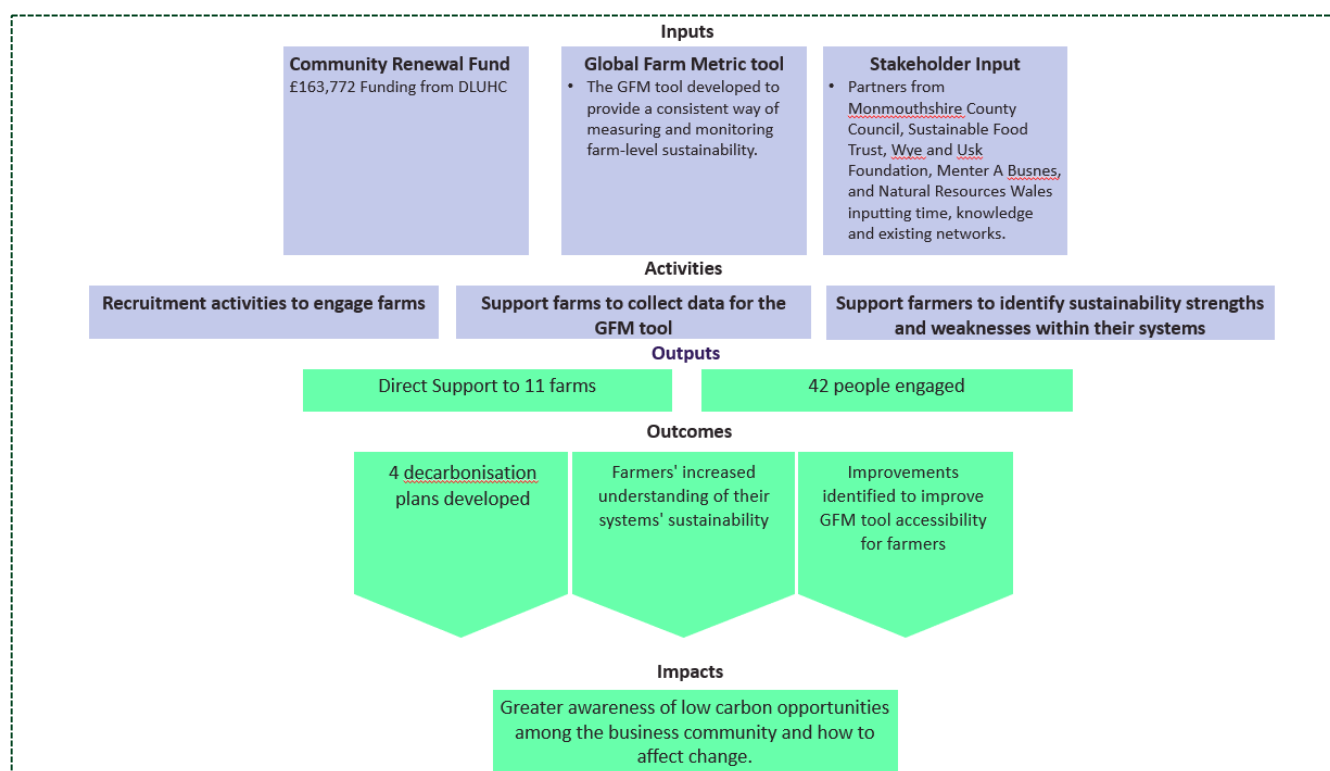 Inputs
Community Renewal Fund
£163,772 Funding from DLUHC
Global Farm Metric tool
• The GFM tool developed to
provide a consistent way of
measuring and monitoring
farm-level sustainability.
Stakeholder Input
• Partners from
Monmouthshire County
Council, Sustainable Food
Trust, Wye and Usk
Foundation, Menter A Busnes,
and Natural Resources Wales
inputting time, knowledge
and existing networks.
Activities
Recruitment activities to engage farms
Support farms to collect data for the
GFM tool
Support farmers to identify sustainability strengths
and weaknesses within their systems
Outputs
Direct Support to 11 farms
42 people engaged
Outcomes
4 decarbonisation
plans developed
Farmers' increased
understanding of their
systems' sustainability
Improvements
identified to improve
GFM tool accessibility
for farmers
Impacts
Greater awareness of low carbon opportunities
among the business community and how to
affect change.